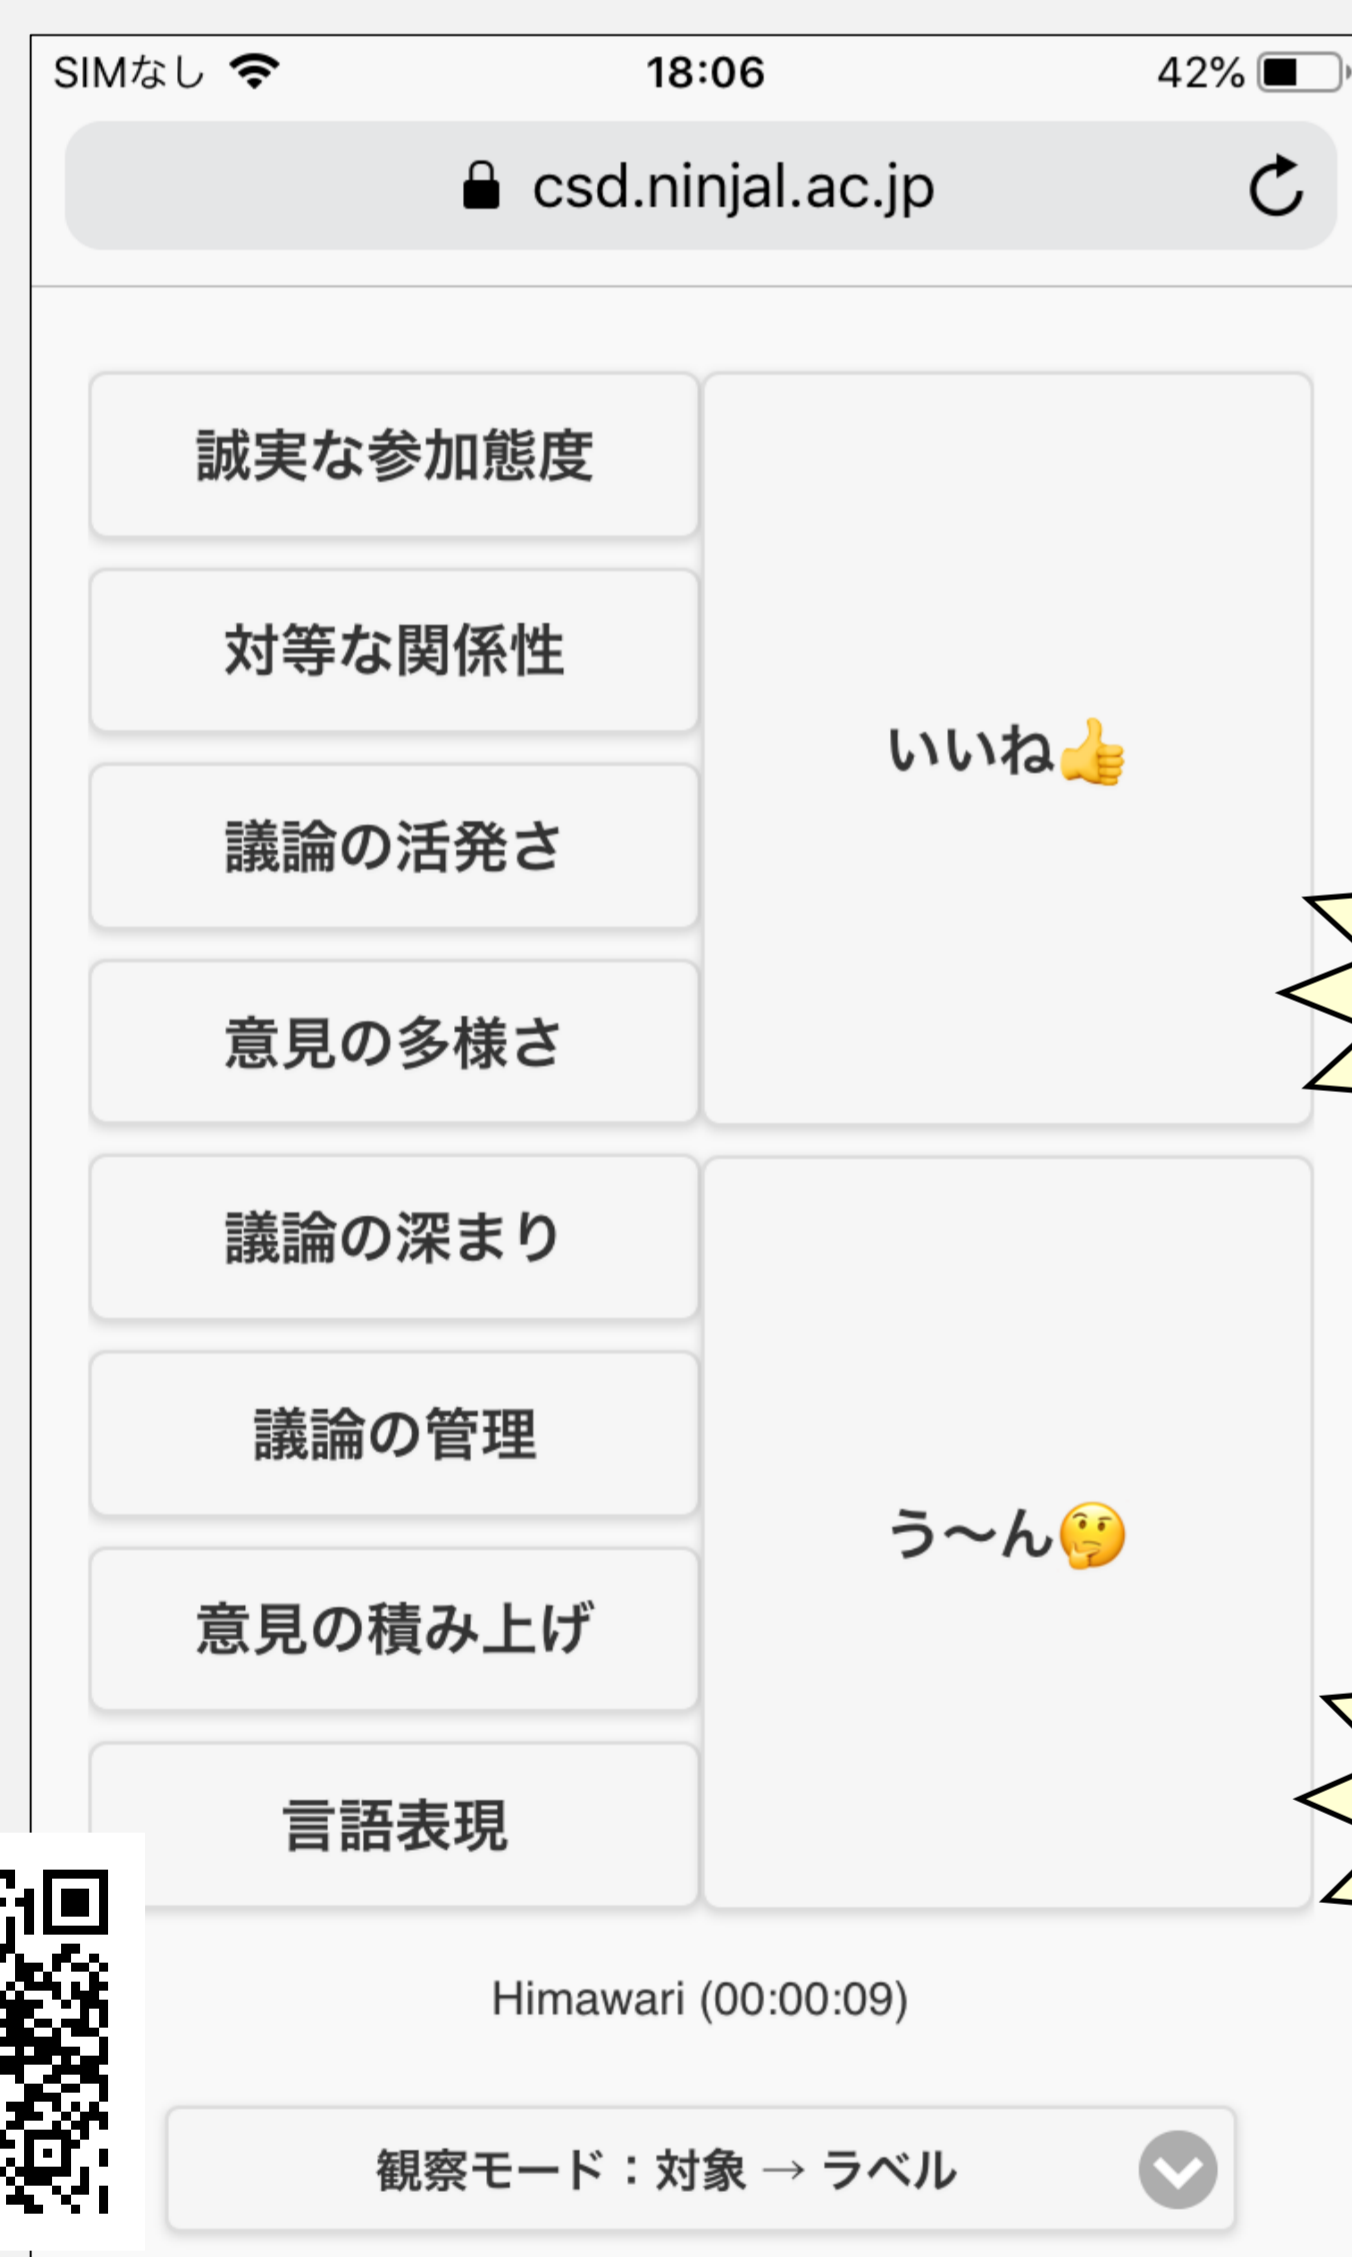 SIMなし 18:06 42%
csd.ninjal.ac.jp
誠実な参加態度
対等な関係性
議論の活発さ
意見の多様さ
いいね👍
議論の深まり
議論の管理
意見の積み上げ
言語表現
う〜ん🤔
Himawari (00:00:09)
観察モード：対象 → ラベル